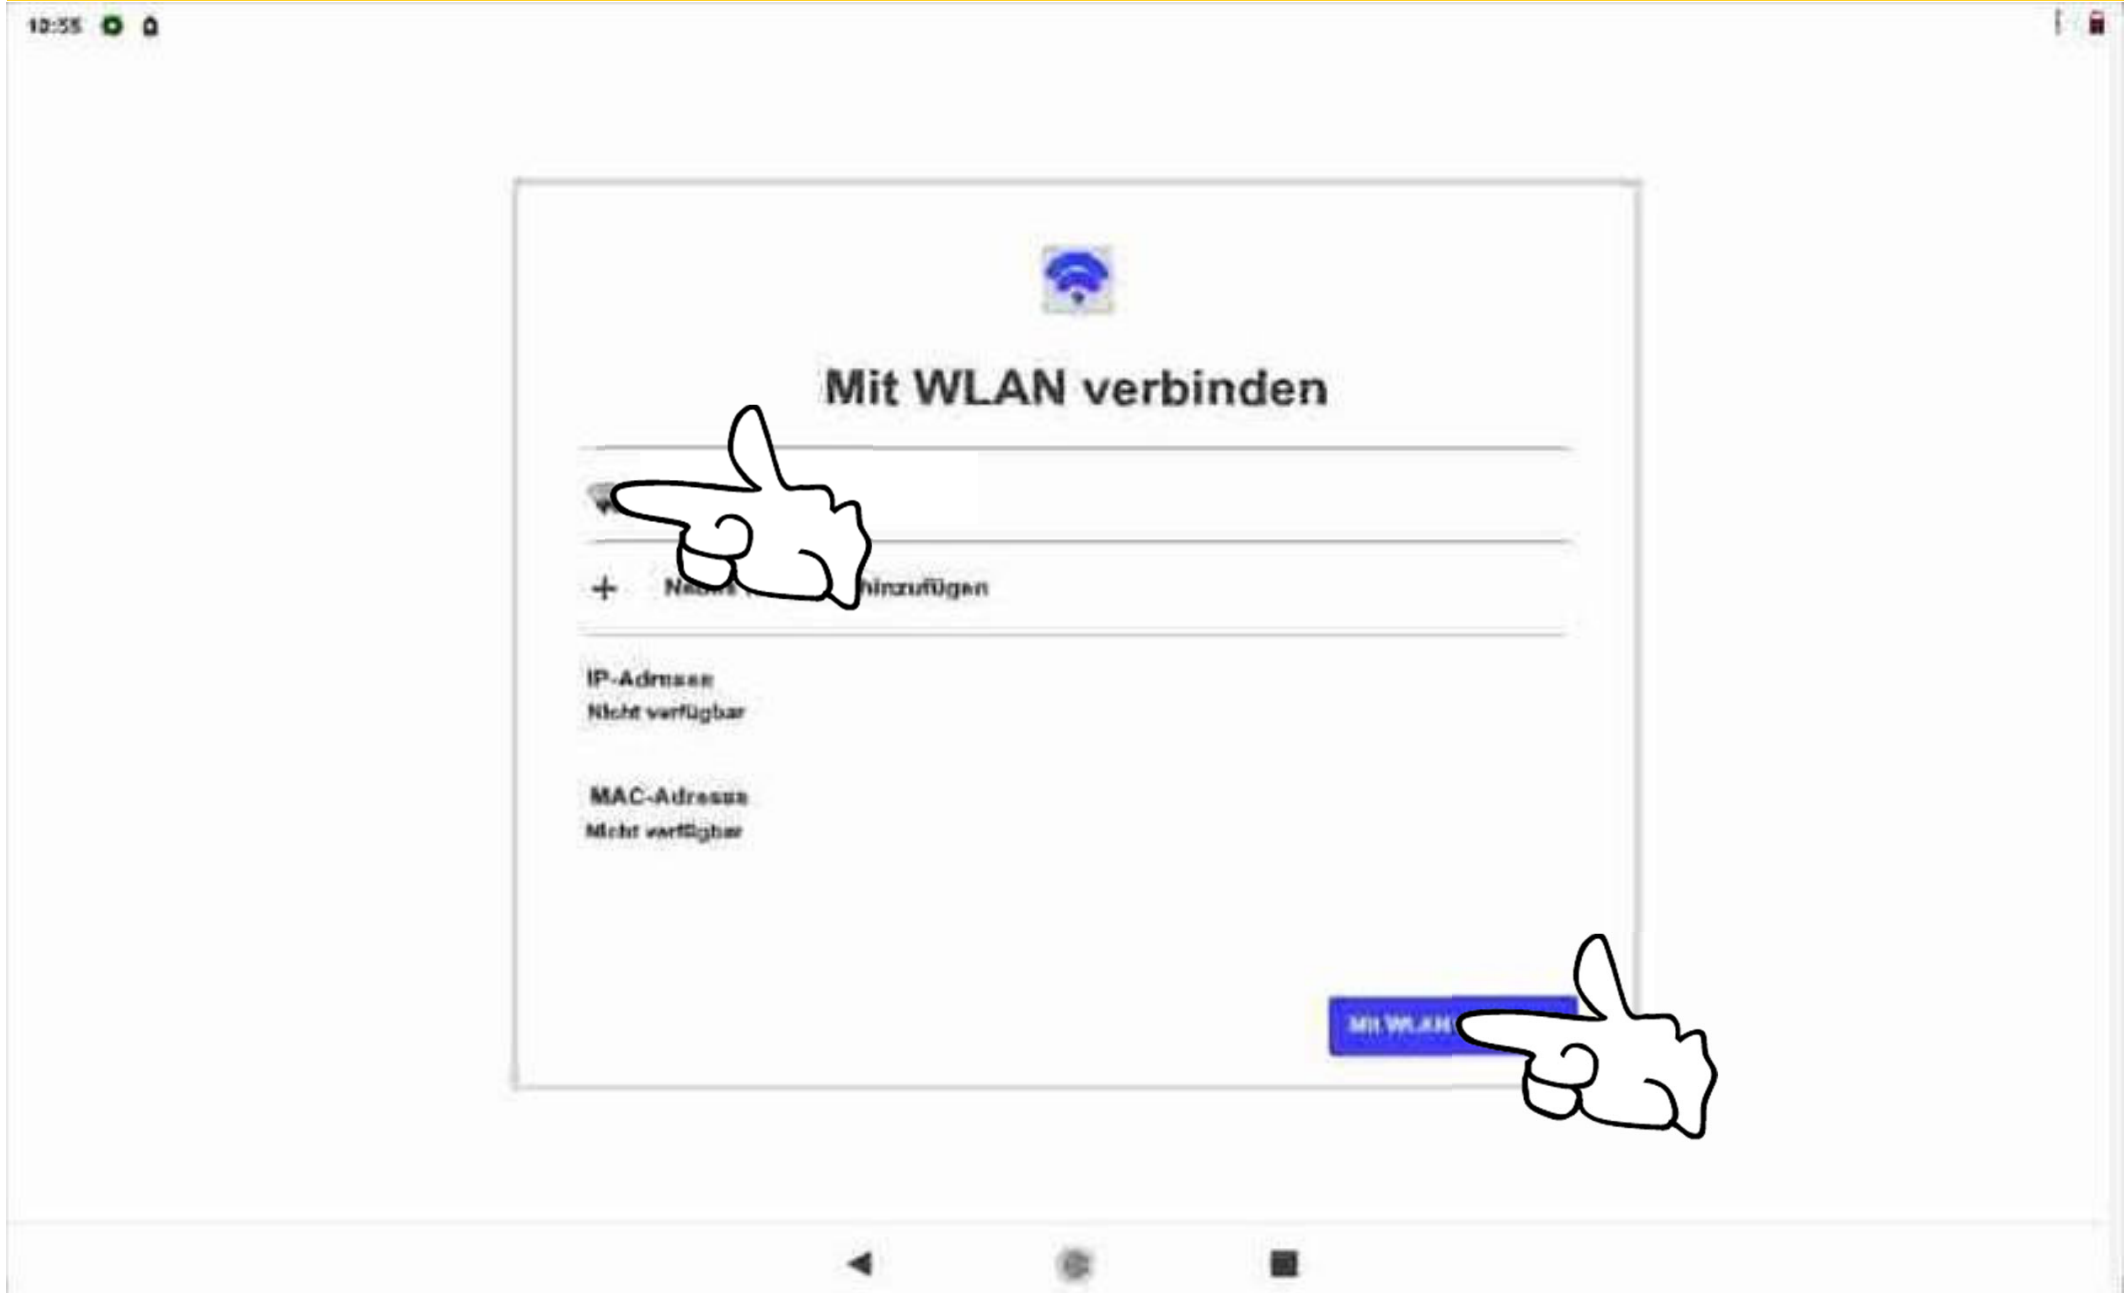 10:55
Mit WLAN verbinden
+ hinzufügen
IP-Adresse
Nicht verfügbar
MAC-Adresse
Nicht verfügbar
Mit WLAN